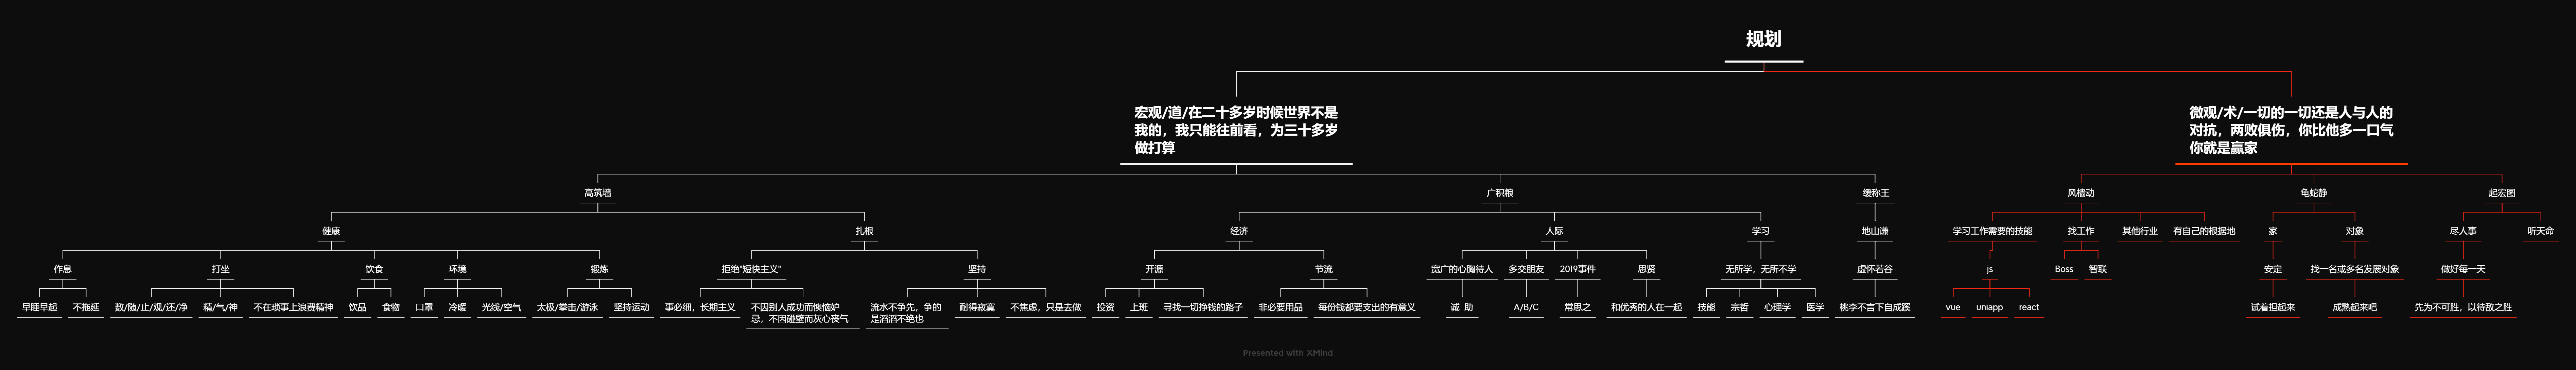 规划
宏观/道/在二十多岁时候世界不是
我的，我只能往前看，为三十多岁
做打算
微观/术/一切的一切还是人与人的
对抗，两败俱伤，你比他多一口气
你就是赢家
高筑墙
广积粮
缓称王
风樯动
龟蛇静
起宏图
健康
扎根
经济
人际
学习
地山谦
学习工作需要的技能
找工作
其他行业
有自己的根据地
家
对象
尽人事
听天命
作息
打坐
饮食
环境
锻炼
拒绝“短快主义”
坚持
开源
节流
宽广的心胸待人
多交朋友
2019事件
思贤
无所学，无所不学
虚怀若谷
js
Boss
智联
安定
找一名或多名发展对象
做好每一天
早睡早起
不拖延
数/随/止/观/还/净
精/气/神
不在琐事上浪费精神
饮品
食物
口罩
冷暖
光线/空气
太极/拳击/游泳
坚持运动
事必细，长期主义
不因别人成功而懊恼妒
忌，不因碰壁而灰心丧气
流水不争先，争的
是滔滔不绝也
耐得寂寞
不焦虑，只是去做
投资
上班
寻找一切挣钱的路子
非必要用品
每份钱都要支出的有意义
诚 助
A/B/C
常思之
和优秀的人在一起
技能
宗哲
心理学
医学
桃李不言下自成蹊
vue
uniapp
react
试着担起来
成熟起来吧
先为不可胜，以待敌之胜
Presented with XMind